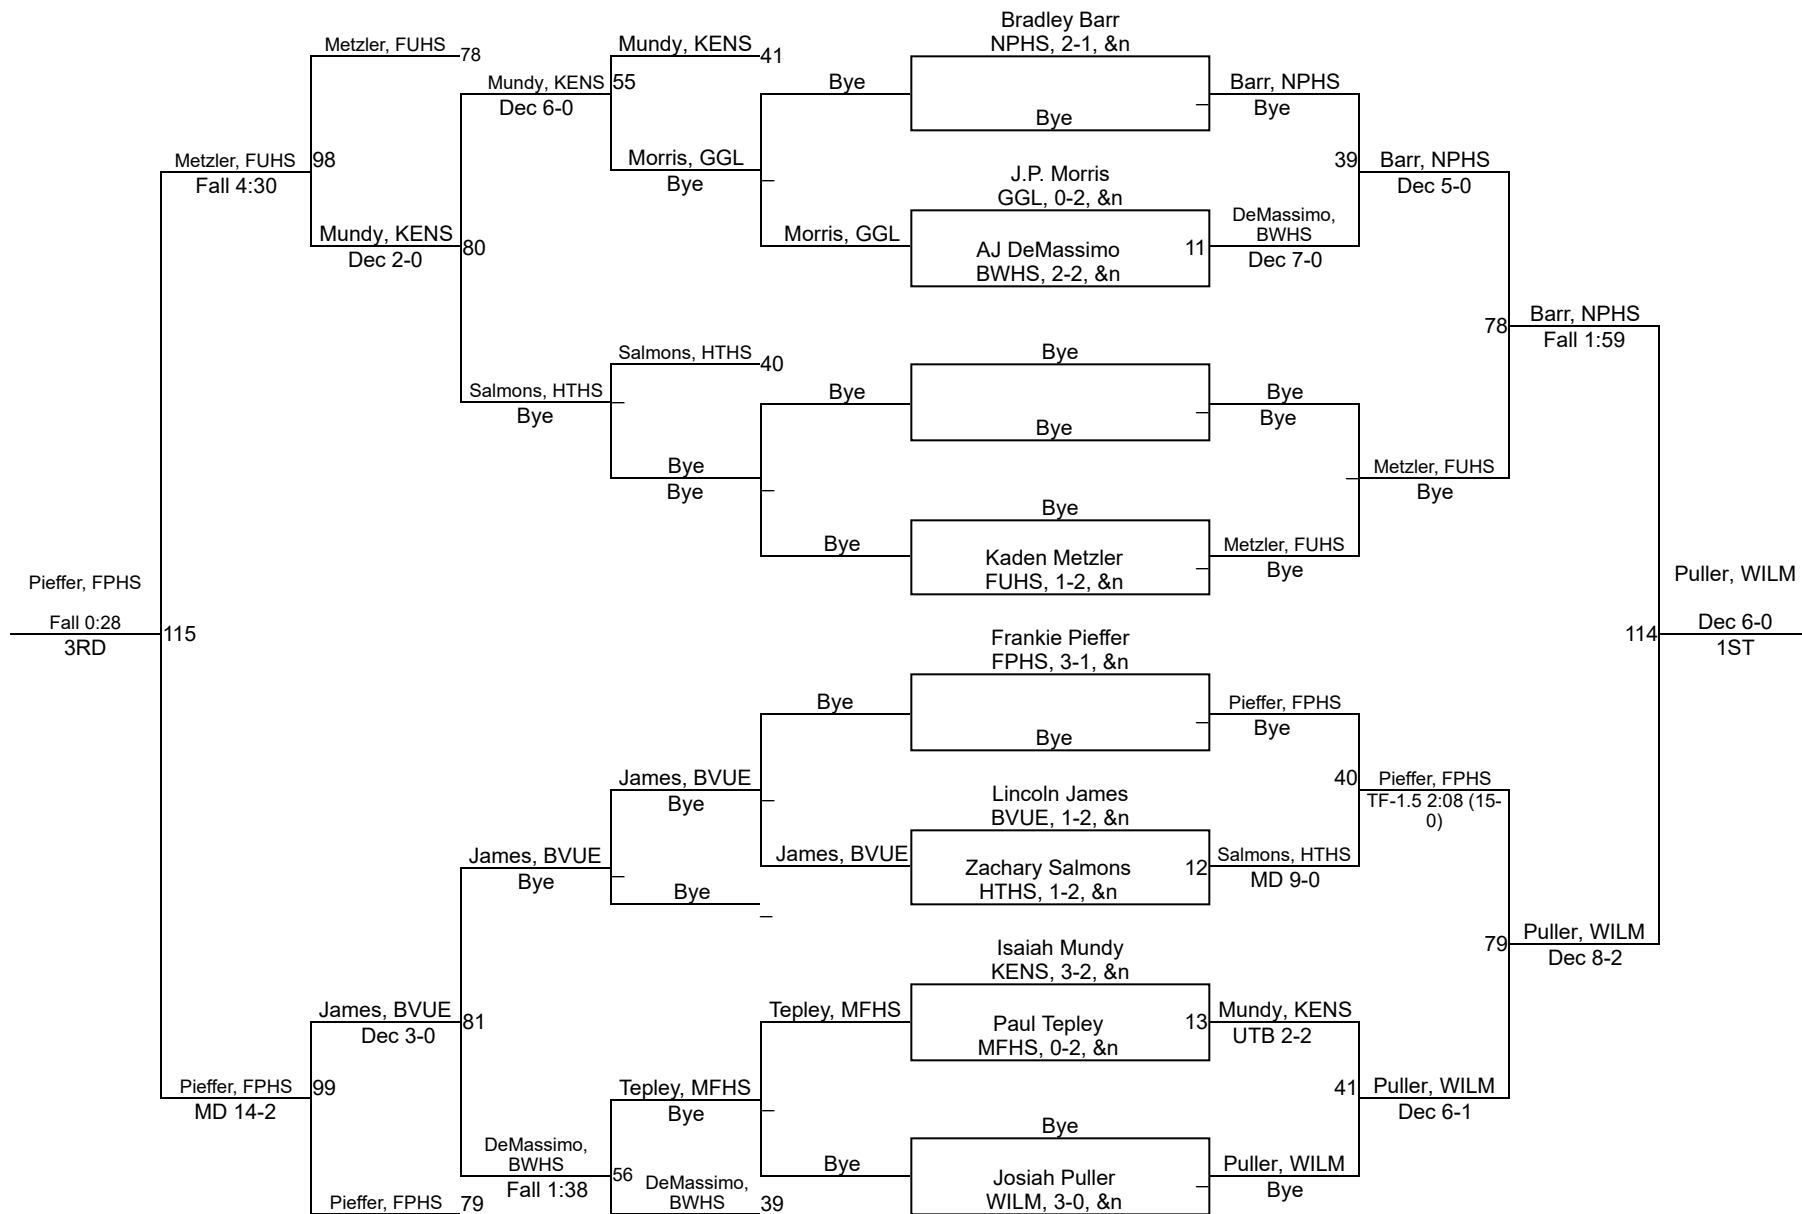 Bradley Barr
NPHS, 2-1, &n
Metzler, FUHS
78
Mundy, KENS
41
Mundy, KENS
55
Dec 6-0
Bye
Bye
Barr, NPHS
Bye
Metzler, FUHS
98
Fall 4:30
Morris, GGL
Bye
J.P. Morris
GGL, 0-2, &n
39
Barr, NPHS
Dec 5-0
Mundy, KENS
80
Dec 2-0
Morris, GGL
AJ DeMassimo
BWHS, 2-2, &n
11
DeMassimo,
BWHS
Dec 7-0
78
Barr, NPHS
Fall 1:59
Salmons, HTHS
40
Bye
Salmons, HTHS
Bye
Bye
Bye
Bye
Bye
Bye
Bye
Metzler, FUHS
Bye
Bye
Bye
Kaden Metzler
FUHS, 1-2, &n
Metzler, FUHS
Bye
Pieffer, FPHS
Fall 0:28
3RD
115
Puller, WILM
114
Dec 6-0
1ST
Frankie Pieffer
FPHS, 3-1, &n
Bye
Bye
Pieffer, FPHS
Bye
James, BVUE
Bye
Lincoln James
BVUE, 1-2, &n
40
Pieffer, FPHS
TF-1.5 2:08 (15-
0)
James, BVUE
Bye
James, BVUE
Zachary Salmons
HTHS, 1-2, &n
12
Salmons, HTHS
MD 9-0
Bye
Isaiah Mundy
KENS, 3-2, &n
79
Puller, WILM
Dec 8-2
James, BVUE
81
Dec 3-0
Tepley, MFHS
Paul Tepley
MFHS, 0-2, &n
13
Mundy, KENS
UTB 2-2
Pieffer, FPHS
99
MD 14-2
Tepley, MFHS
Bye
Bye
41
Puller, WILM
Dec 6-1
DeMassimo,
BWHS
56
Fall 1:38
Bye
Josiah Puller
WILM, 3-0, &n
Puller, WILM
Bye
Pieffer, FPHS
79
DeMassimo,
BWHS
39